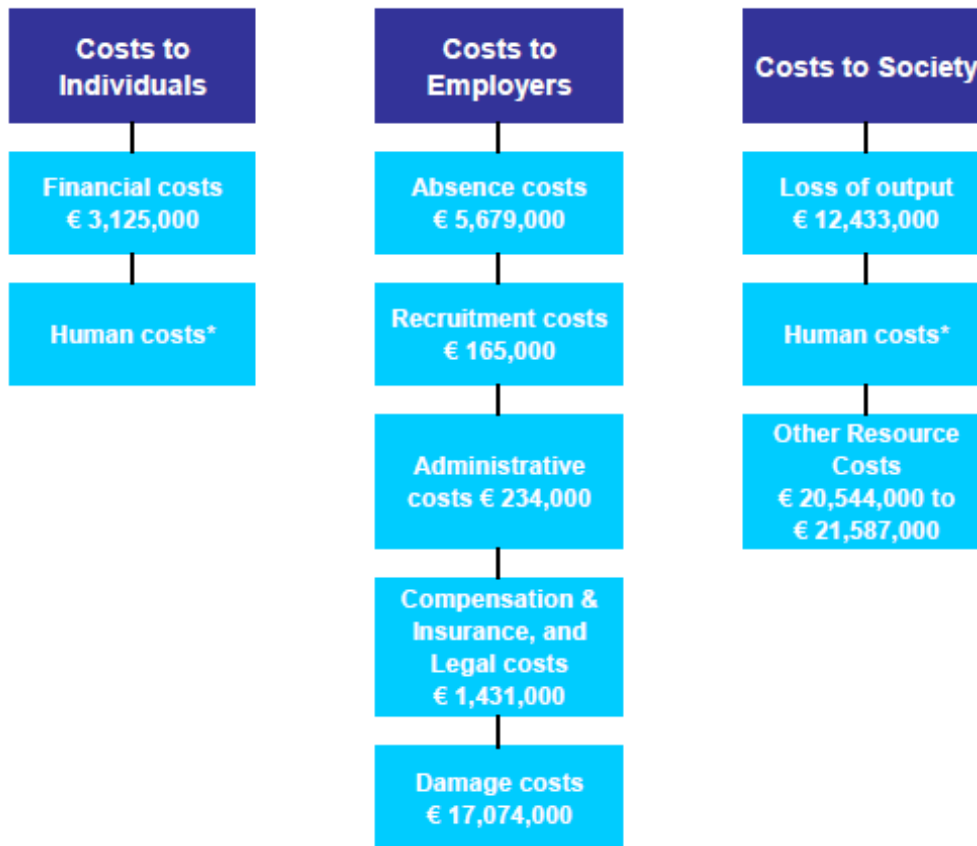 Costs to
Individuals
Financial costs
€ 3,125,000
Human costs*
Costs to
Employers
Absence costs
€ 5,679,000
Recruitment costs
€ 165,000
Administrative
costs € 234,000
Compensation &
Insurance, and
Legal costs
€ 1,431,000
Damage costs
€ 17,074,000
Costs to Society
Loss of output
€ 12,433,000
Human costs*
Other Resource
Costs
€ 20,544,000 to
€ 21,587,000